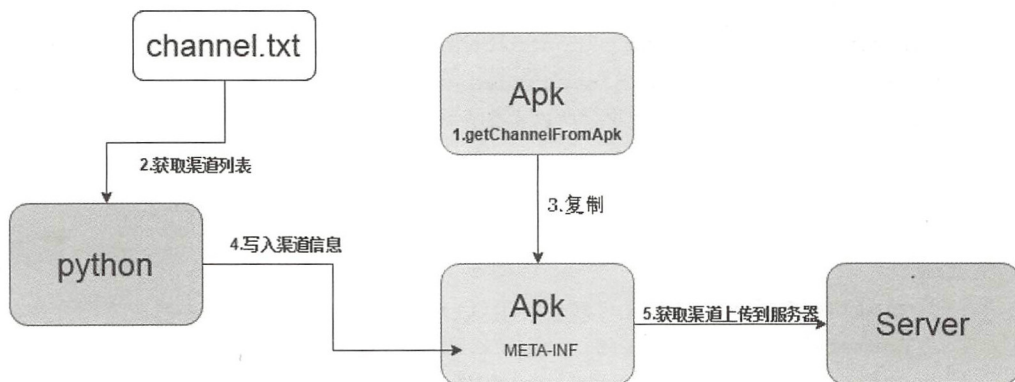 channel.txt
Apk
1.getChannelFromApk
2.获取渠道列表
3.复制
python
4.写入渠道信息
Apk
META-INF
5.获取渠道上传到服务器
Server